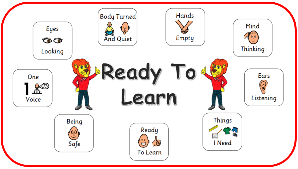 Body Turned
And Quiet
Hands
Empty
Eyes
Looking
Mind
Thinking
Ready To
Learn
One
1
Voice
Ears
Listening
Being
Safe
Ready
To Learn
Things
I Need